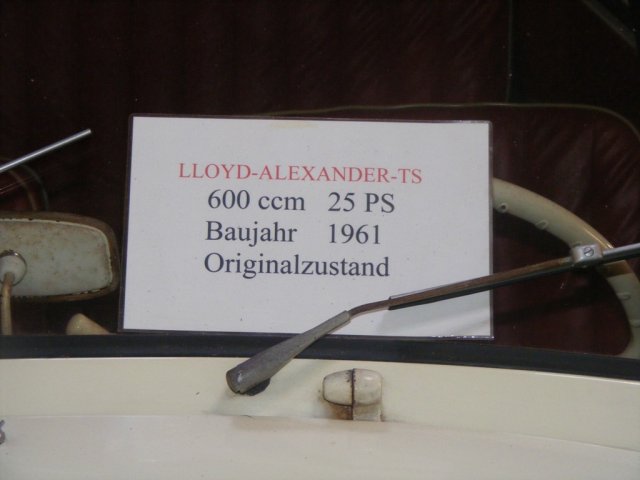 LLOYD-ALEXANDER-TS
600 ccm 25 PS
Baujahr 1961
Originalzustand